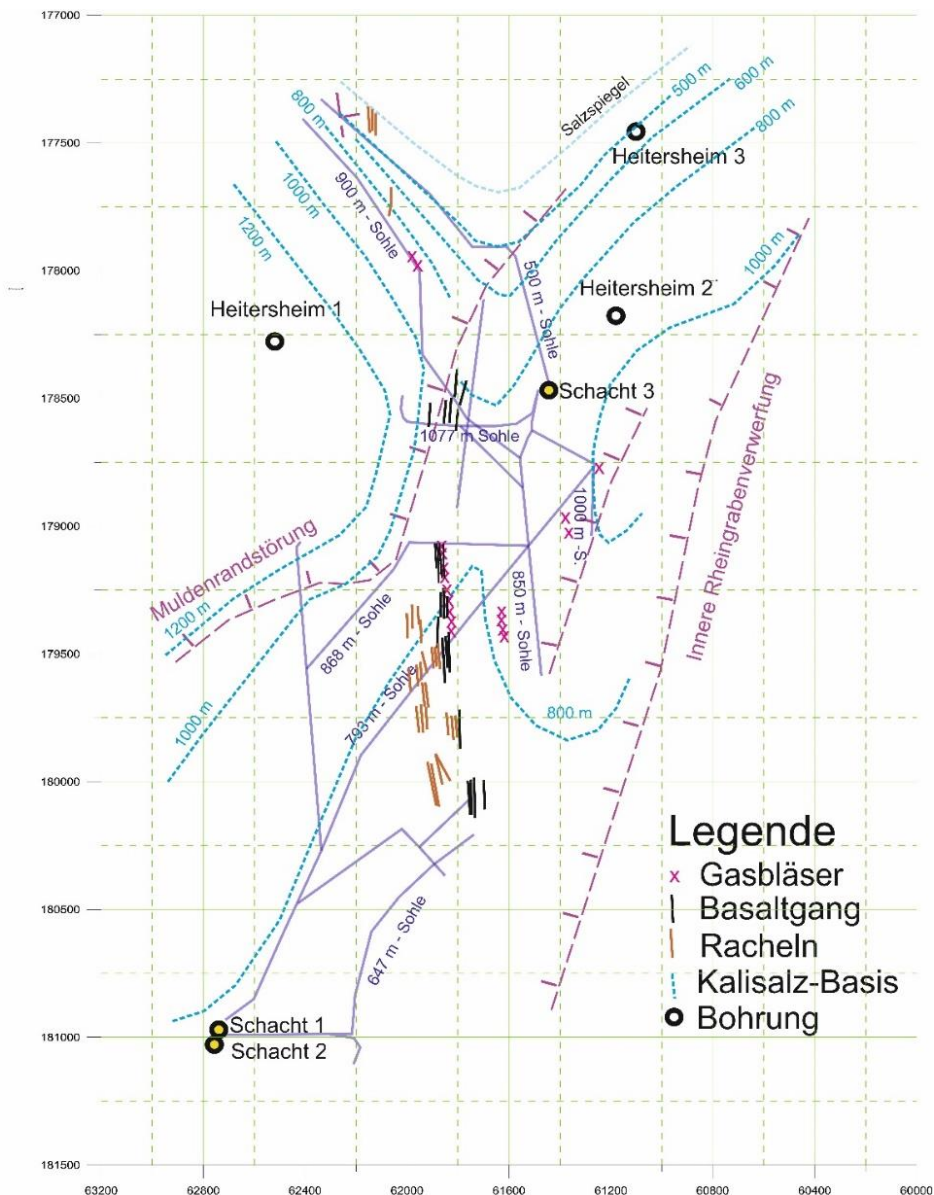 177000
177500
178000
178500
179000
179500
180000
180500
181000
181500
63200
62800
62400
62000
61600
61200
60800
60400
60000
Salzspiegel
500 m
600 m
800 m
800 m
1000 m
1200 m
900 m - Sohle
500 m - Sohle
1000 m
Heitersheim 3
Heitersheim 2
Heitersheim 1
Schacht 3
1077 m Sohle
1000 m - S
850 m - Sohle
Muldenrandstörung
1200 m
868 m - Sohle
793 m - Sohle
1000 m
800 m
Innere Rheingrabenverwerfung
647 m - Sohle
Schacht 1
Schacht 2
Legende
Gasbläser
Basaltgang
Racheln
Kalisalz-Basis
Bohrung